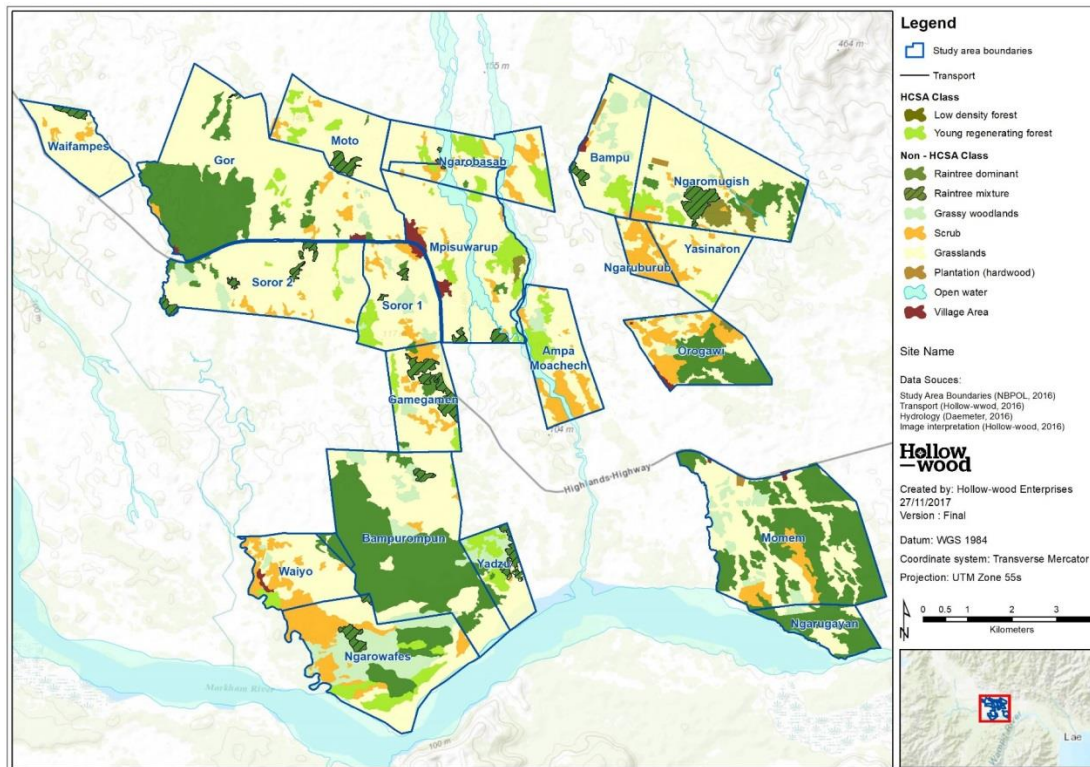 464 m
155 m
Waifampes
Gor
Moto
Ngarobasab
Bampu
Ngaromugish
Mpisuwarup
Ngaruburub
Yasinaron
Soror 2
Soror 1
Ampa
Moachech
Orogawi
Gamegamen
104 m
Highlands Highway
Bampurompun
Momem
Waiyo
Yadzu
Ngarugayan
Ngarowafes
Markham River
100 m
Legend
Study area boundaries
Transport
HCSA Class
Low density forest
Young regenerating forest
Non - HCSA Class
Raintree dominant
Raintree mixture
Grassy woodlands
Scrub
Grasslands
Plantation (hardwood)
Open water
Village Area
Site Name
Data Souces:
Study Area Boundaries (NBPOL, 2016)
Transport (Hollow-wwod, 2016)
Hydrology (Daemeter, 2016)
Image interpretation (Hollow-wood, 2016)
Hollow
—wood
Created by: Hollow-wood Enterprises
27/11/2017
Version : Final
Datum: WGS 1984
Coordinate system: Transverse Mercator
Projection: UTM Zone 55s
N
0 0.5 1 2 3
Kilometers
Lae